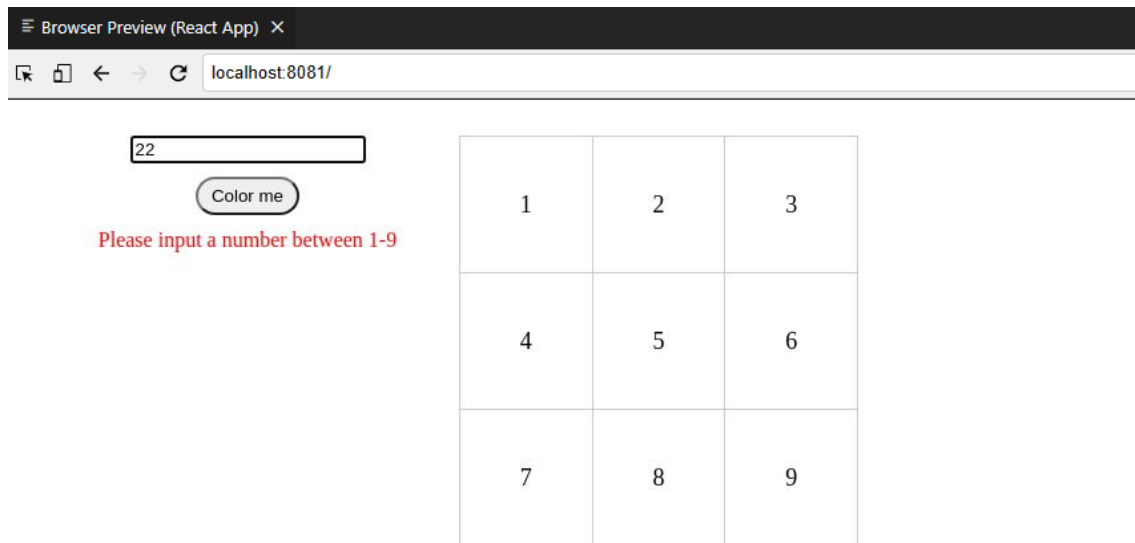 Browser Preview (React App)
localhost:8081/
22
Color me
Please input a number between 1-9
1 2 3
4 5 6
7 8 9